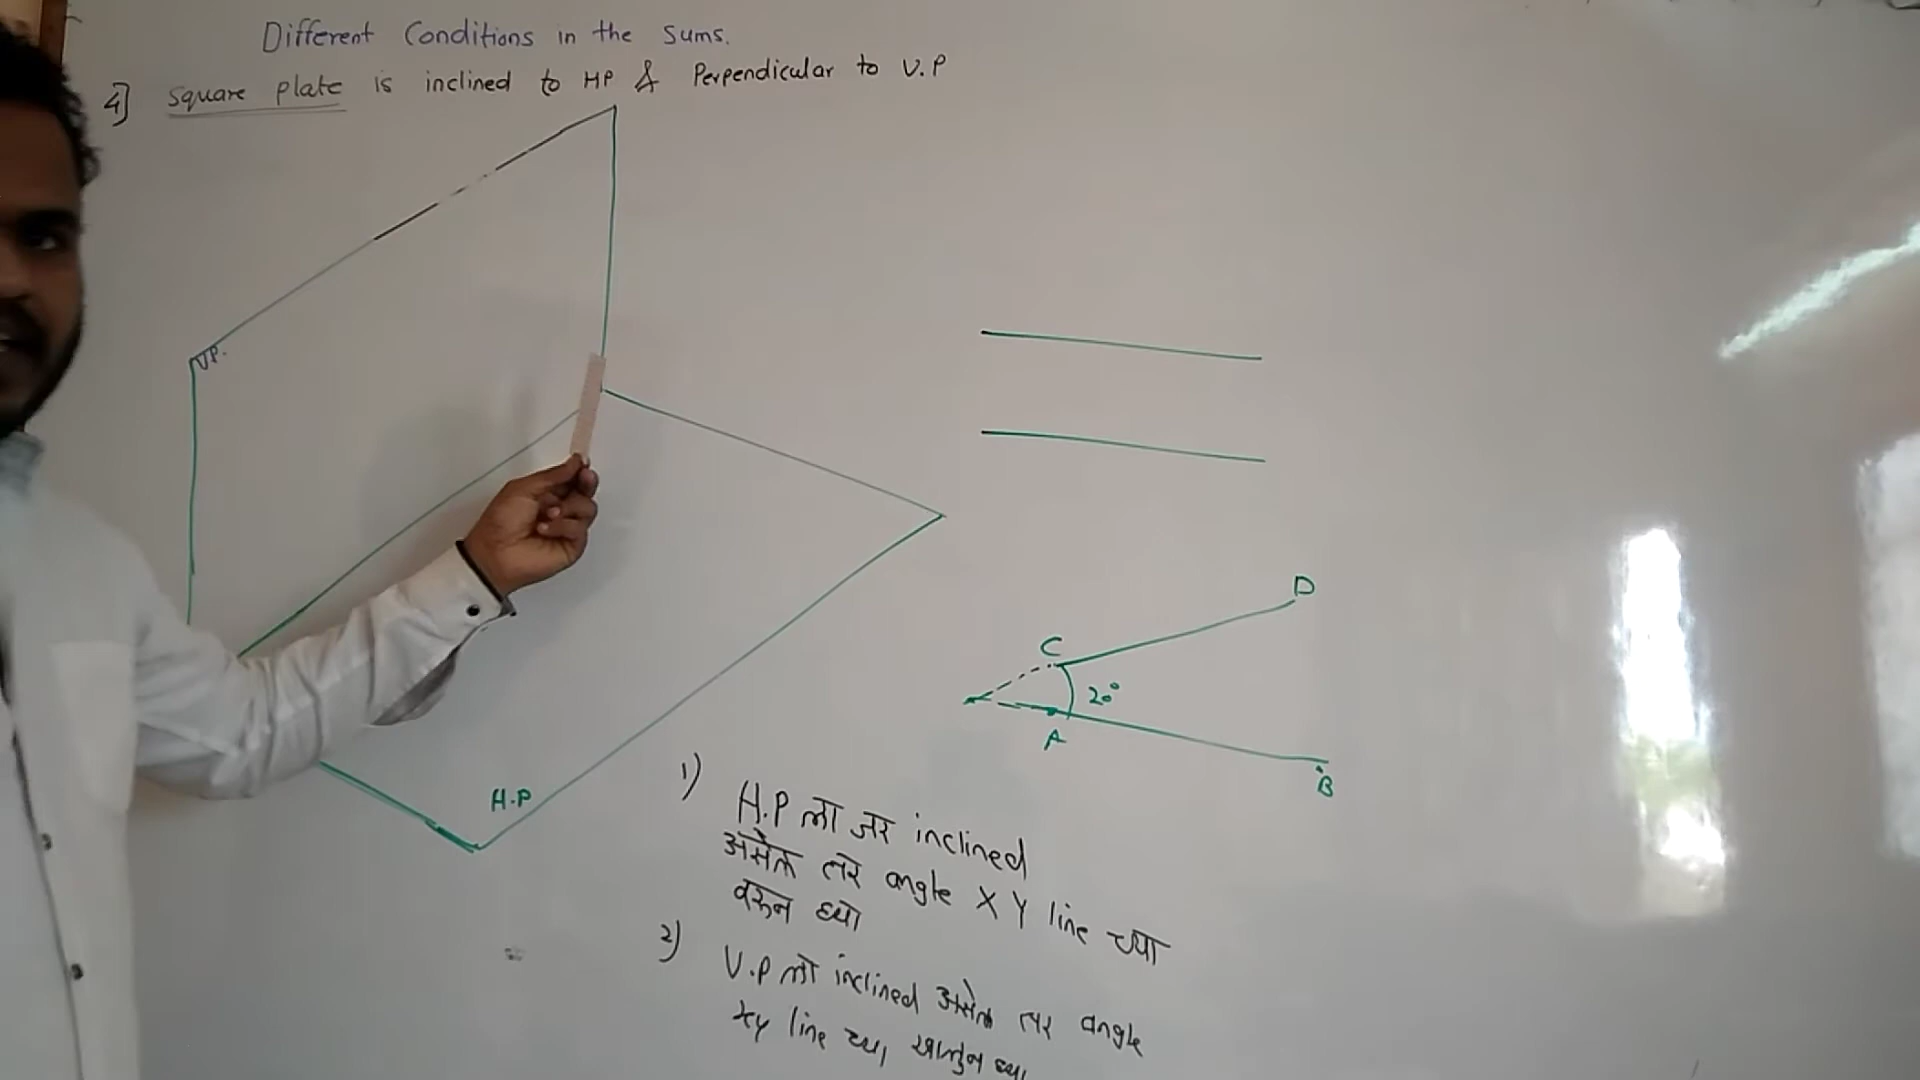 Different Conditions in the Sums.
4] square plate is inclined to HP & Perpendicular to V.P
V.P.
D
C
20°
A
B
H.P
1) H.P ला जर inclined
असेल तर angle X Y line च्या
वरून घ्या
2) V.P ला inclined असेल तर angle
xy line च्या खालुन घ्या